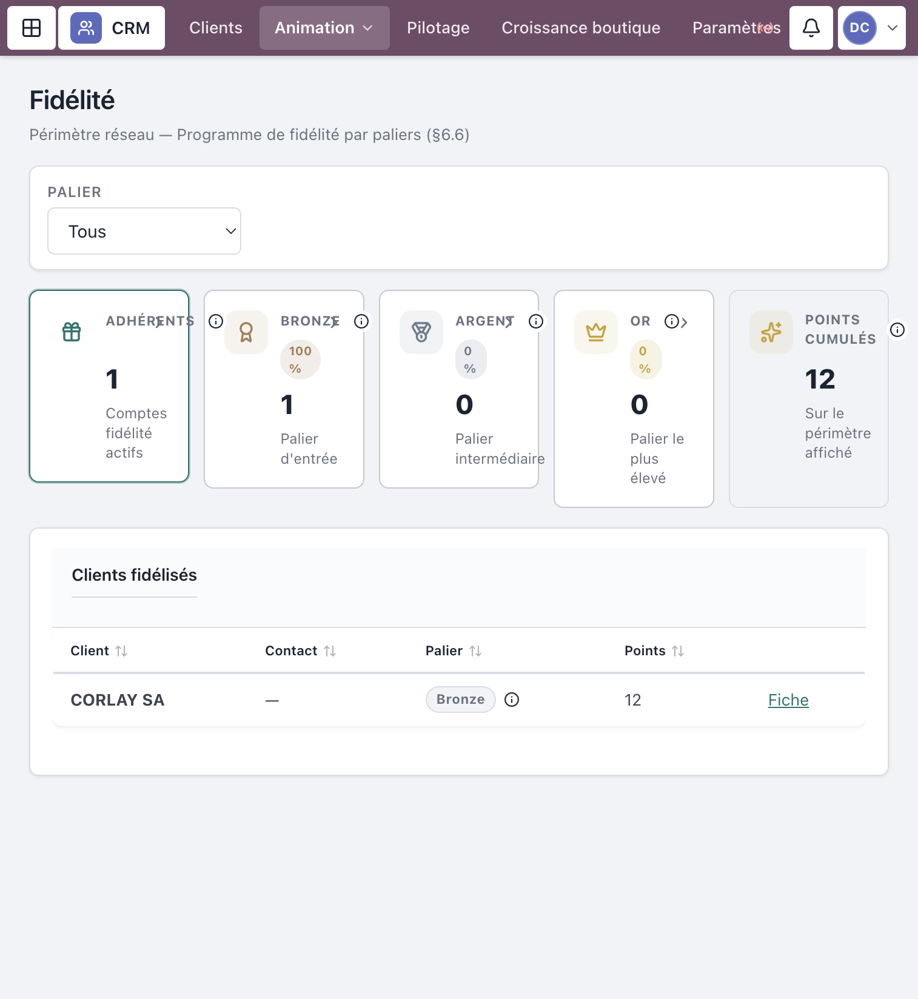 CRM
Clients
Animation
Pilotage
Croissance boutique
Paramètres
DC
Fidélité
Périmètre réseau — Programme de fidélité par paliers (§6.6)
PALIER
Tous
ADHÉRENTS
1
Comptes
fidélité
actifs
BRONZE
100
%
1
Palier
d'entrée
ARGENT
0
%
0
Palier
intermédiaire
OR
0
%
0
Palier le
plus
élevé
POINTS
CUMULÉS
12
Sur le
périmètre
affiché
Clients fidélisés
Client Contact Palier Points
CORLAY SA — Bronze 12 Fiche